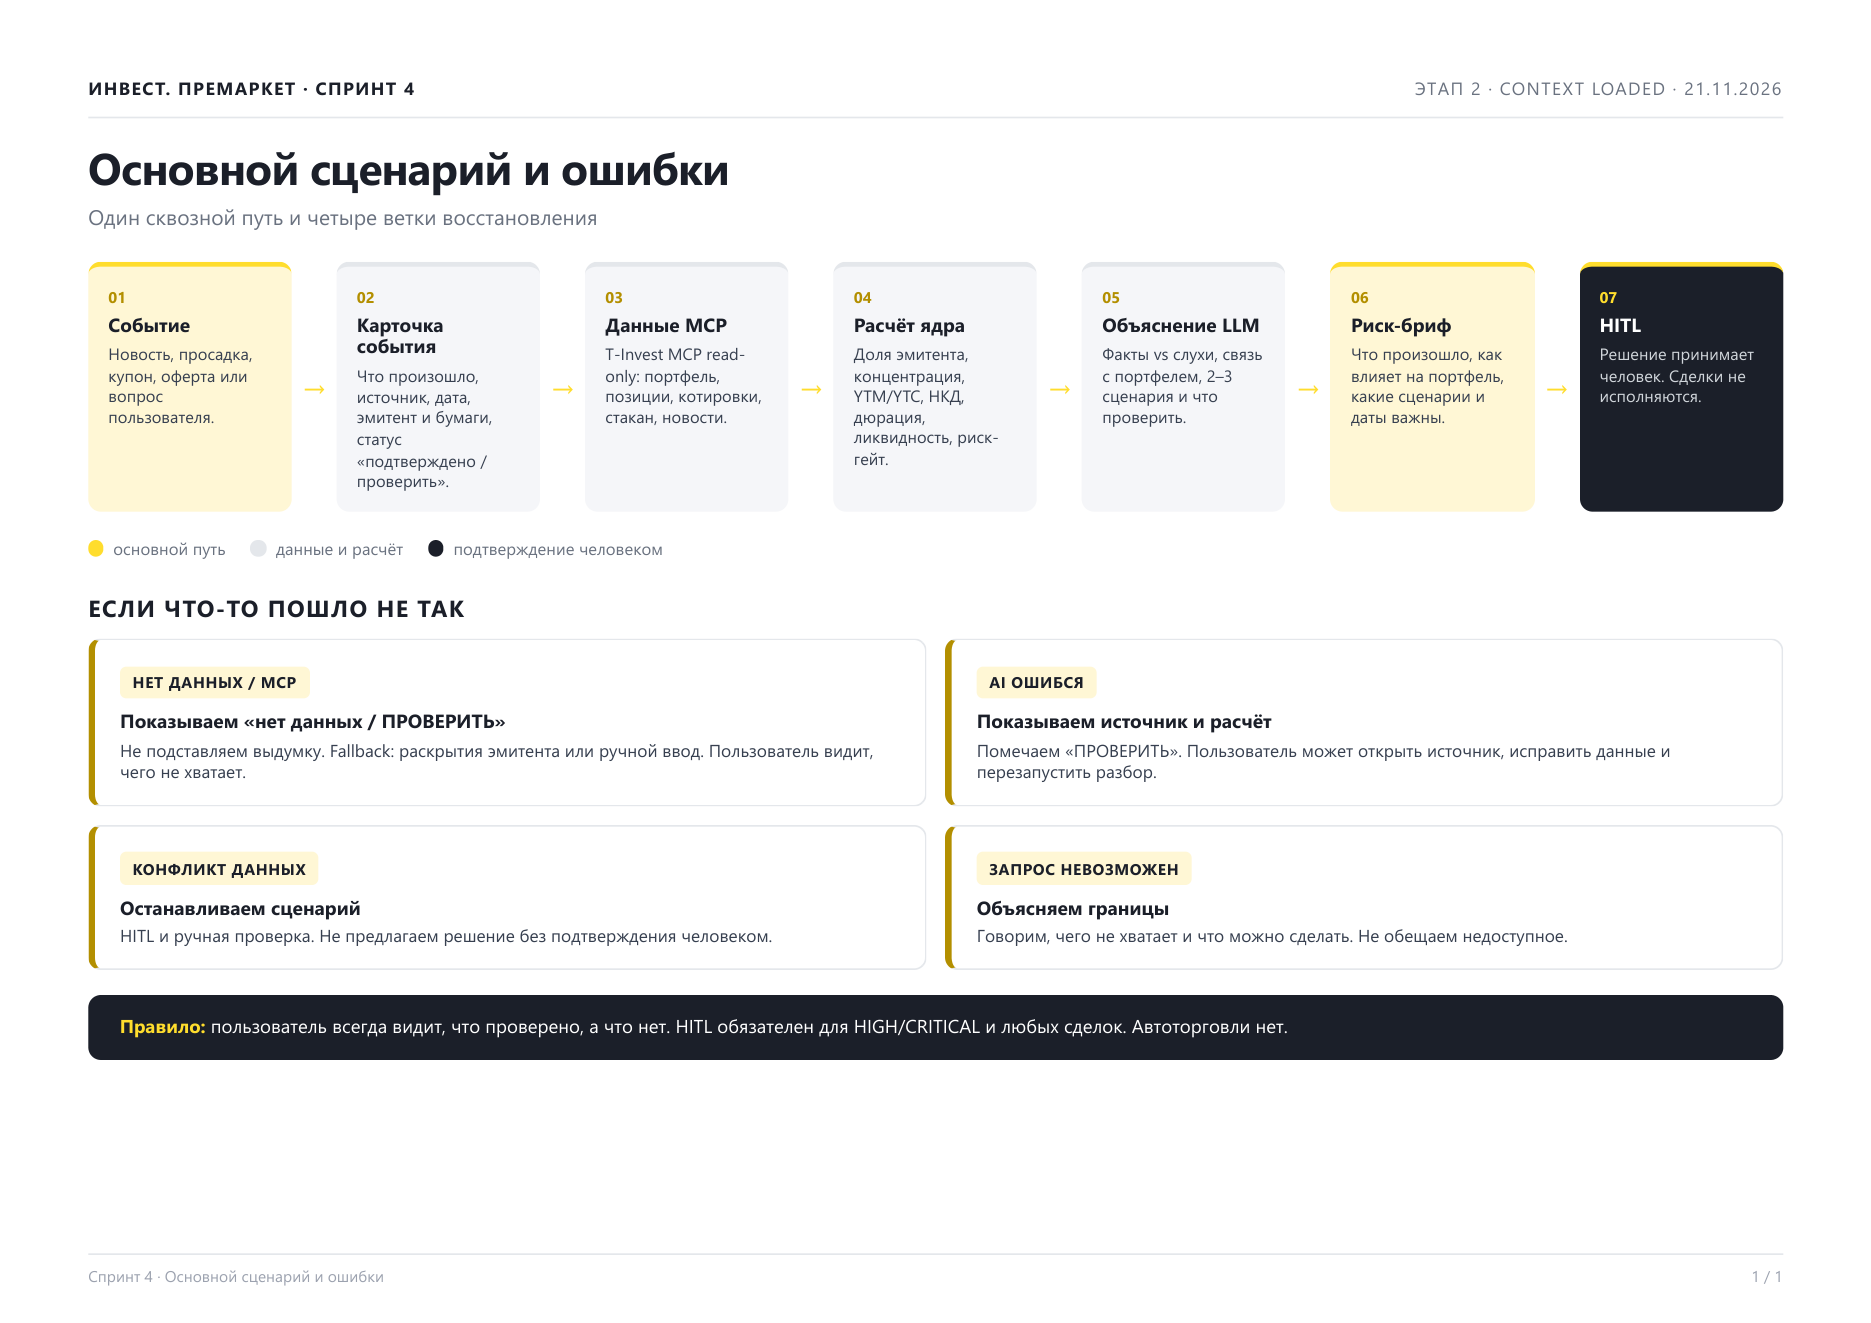 ИНВЕСТ. ПРЕМАРКЕТ · СПРИНТ 4
ЭТАП 2 · CONTEXT LOADED · 21.11.2026
Основной сценарий и ошибки
Один сквозной путь и четыре ветки восстановления
01
Событие
Новость, просадка,
купон, оферта или
вопрос
пользователя.
→
02
Карточка
события
Что произошло,
источник, дата,
эмитент и бумаги,
статус
«подтверждено /
проверить».
→
03
Данные MCP
T-Invest MCP read-
only: портфель,
позиции, котировки,
стакан, новости.
→
04
Расчёт ядра
Доля эмитента,
концентрация,
YTM/YTC, НКД,
дюрация,
ликвидность, риск-
гейт.
→
05
Объяснение LLM
Факты vs слухи, связь
с портфелем, 2–3
сценария и что
проверить.
→
06
Риск-бриф
Что произошло, как
влияет на портфель,
какие сценарии и
даты важны.
→
07
HITL
Решение принимает
человек. Сделки не
исполняются.
основной путь
данные и расчёт
подтверждение человеком
ЕСЛИ ЧТО-ТО ПОШЛО НЕ ТАК
НЕТ ДАННЫХ / MCP
Показываем «нет данных / ПРОВЕРИТЬ»
Не подставляем выдумку. Fallback: раскрытия эмитента или ручной ввод. Пользователь видит,
чего не хватает.
AI ОШИБСЯ
Показываем источник и расчёт
Помечаем «ПРОВЕРИТЬ». Пользователь может открыть источник, исправить данные и
перезапустить разбор.
КОНФЛИКТ ДАННЫХ
Останавливаем сценарий
HITL и ручная проверка. Не предлагаем решение без подтверждения человеком.
ЗАПРОС НЕВОЗМОЖЕН
Объясняем границы
Говорим, чего не хватает и что можно сделать. Не обещаем недоступное.
Правило: пользователь всегда видит, что проверено, а что нет. HITL обязателен для HIGH/CRITICAL и любых сделок. Автоторговли нет.
Спринт 4 · Основной сценарий и ошибки
1 / 1